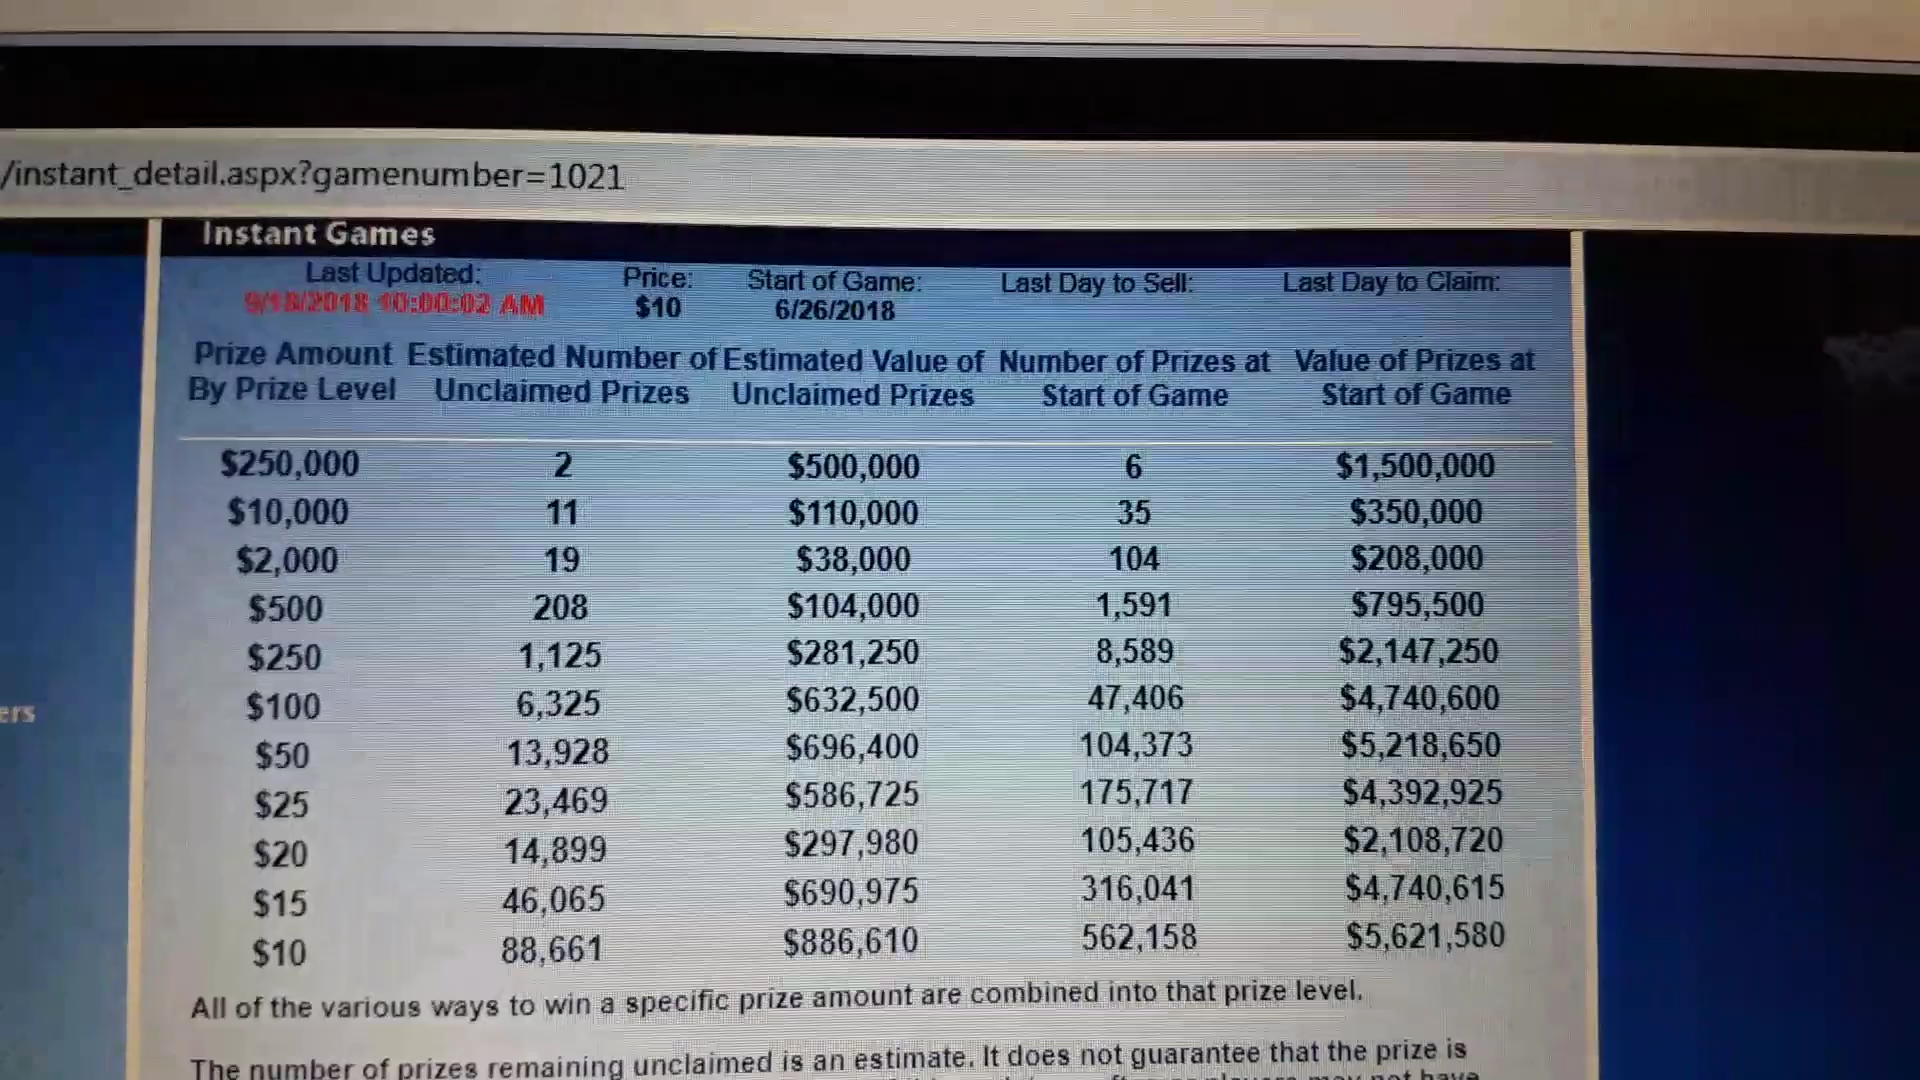 /instant_detail.aspx?gamenumber=1021
Instant Games
Last Updated: Price: Start of Game: Last Day to Sell: Last Day to Claim:
9/18/2018 10:00:02 AM $10 6/26/2018
Prize Amount Estimated Number of Estimated Value of Number of Prizes at Value of Prizes at
By Prize Level Unclaimed Prizes Unclaimed Prizes Start of Game Start of Game
$250,000 2 $500,000 6 $1,500,000
$10,000 11 $110,000 35 $350,000
$2,000 19 $38,000 104 $208,000
$500 208 $104,000 1,591 $795,500
$250 1,125 $281,250 8,589 $2,147,250
$100 6,325 $632,500 47,406 $4,740,600
ers
$50 13,928 $696,400 104,373 $5,218,650
$25 23,469 $586,725 175,717 $4,392,925
$20 14,899 $297,980 105,436 $2,108,720
$15 46,065 $690,975 316,041 $4,740,615
$10 88,661 $886,610 562,158 $5,621,580
All of the various ways to win a specific prize amount are combined into that prize level.
The number of prizes remaining unclaimed is an estimate. It does not guarantee that the prize is